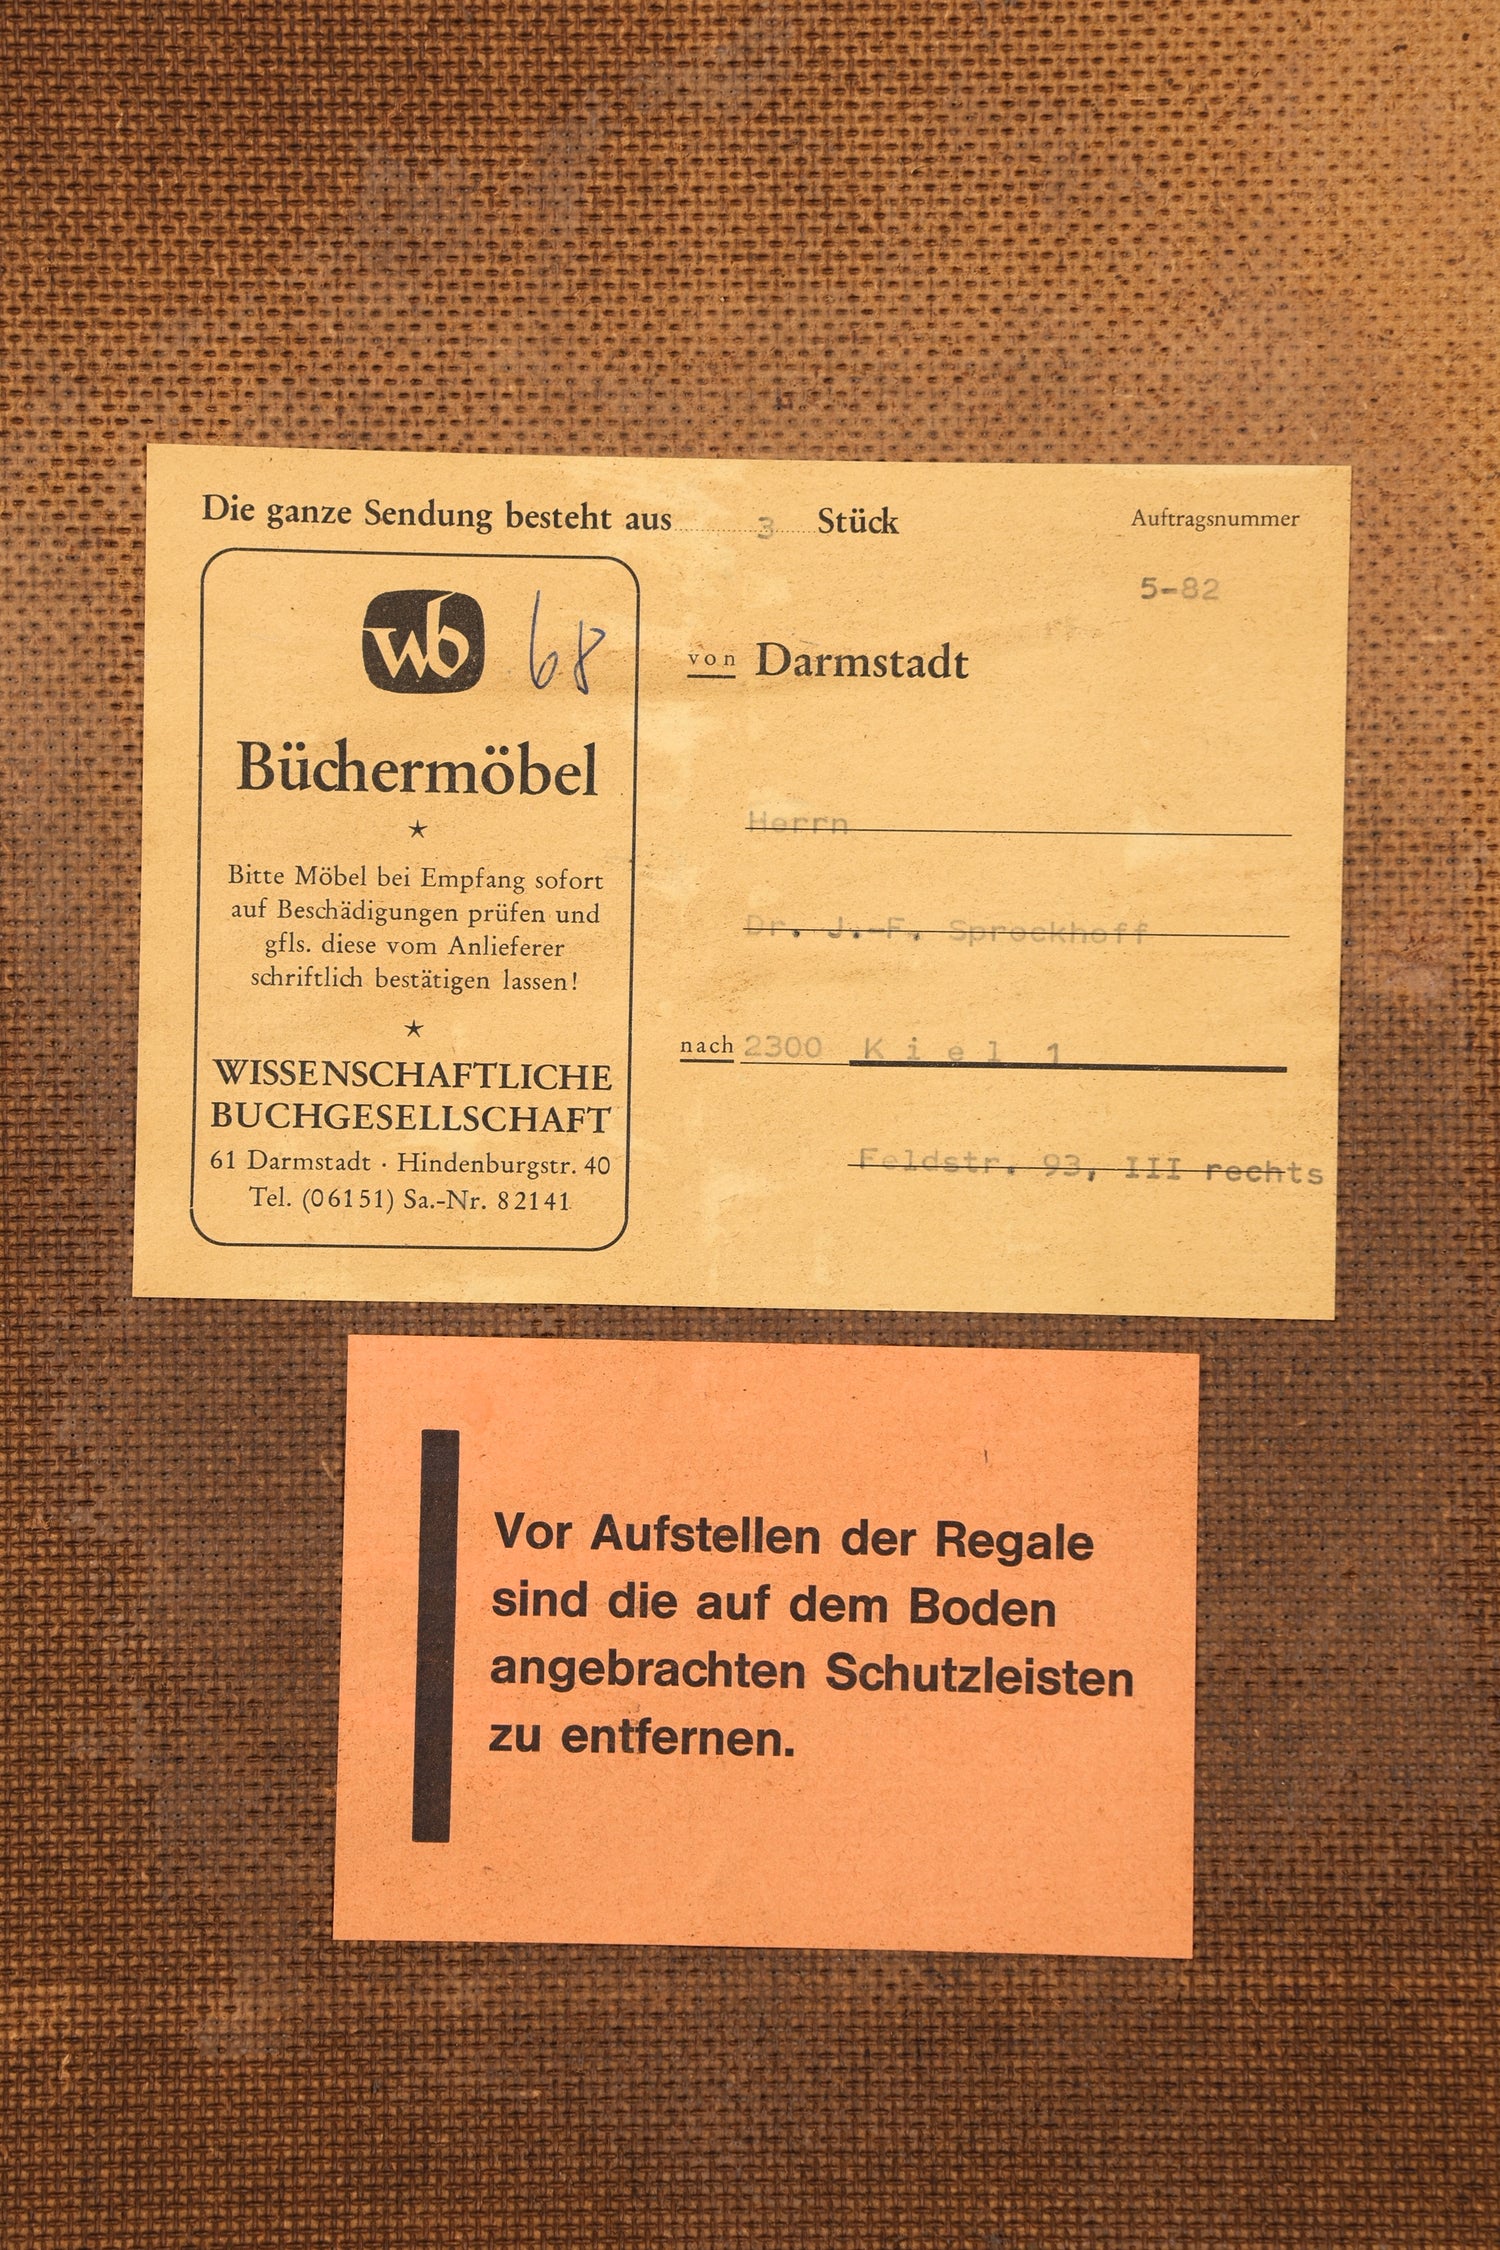 Die ganze Sendung besteht aus 3 Stück
Auftragsnummer
5-82
wb
68
Büchermöbel
Bitte Möbel bei Empfang sofort
auf Beschädigungen prüfen und
gfls. diese vom Anlieferer
schriftlich bestätigen lassen!
WISSENSCHAFTLICHE
BUCHGESELLSCHAFT
61 Darmstadt · Hindenburgstr. 40
Tel. (06151) Sa.-Nr. 82141
von Darmstadt
Herrn
Dr. J.-F. Sprockhoff
nach 2300 Kiel 1
Feldstr. 93, III rechts
Vor Aufstellen der Regale
sind die auf dem Boden
angebrachten Schutzleisten
zu entfernen.